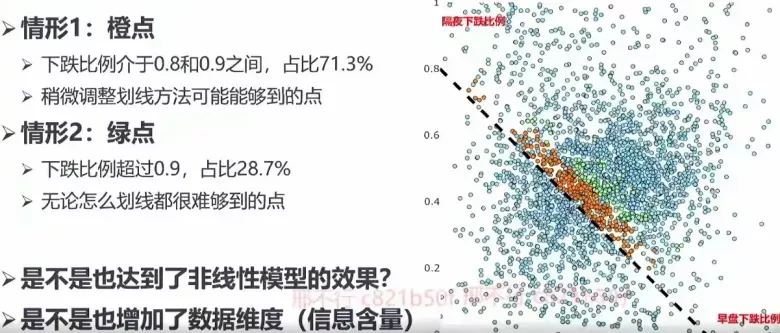 情形1：橙点
下跌比例介于0.8和0.9之间，占比71.3%
稍微调整划线方法可能能够到的点
情形2：绿点
下跌比例超过0.9，占比28.7%
无论怎么划线都很难够到的点
是不是也达到了非线性模型的效果？
是不是也增加了数据维度（信息含量）
1
隔夜下跌比例
0.8
0.6
0.4
0.2
0
早盘下跌比例
邢不行 c821b50f